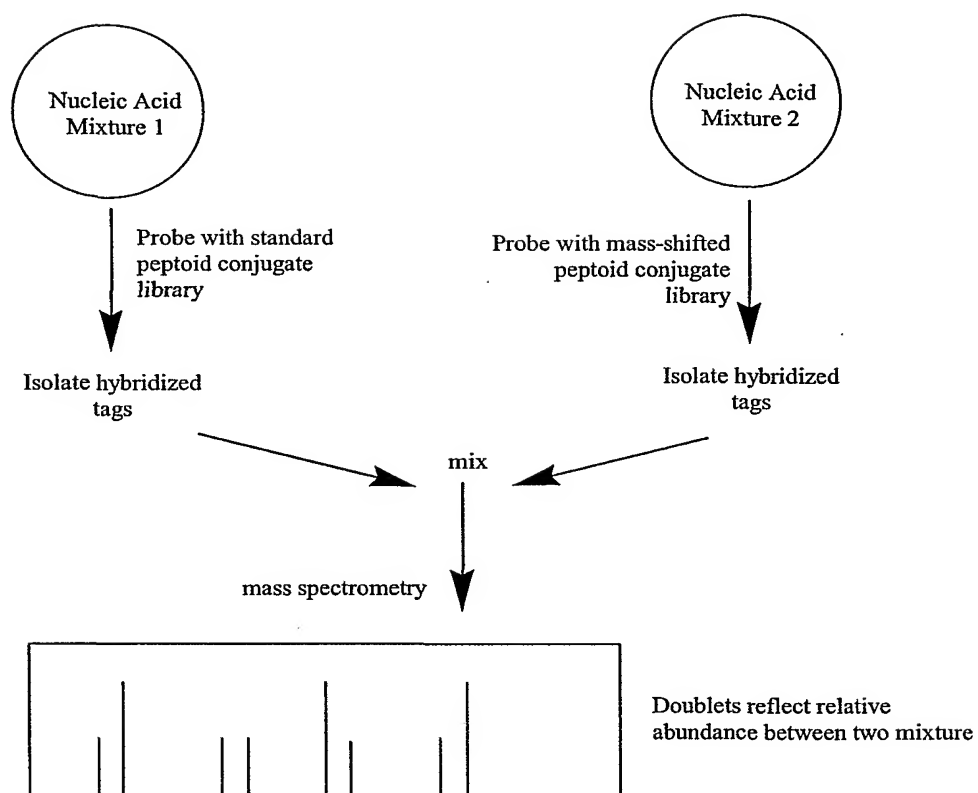 Nucleic Acid
Mixture 1
Nucleic Acid
Mixture 2
Probe with standard
peptoid conjugate
library
Probe with mass-shifted
peptoid conjugate
library
Isolate hybridized
tags
Isolate hybridized
tags
mix
mass spectrometry
Doublets reflect relative
abundance between two mixture